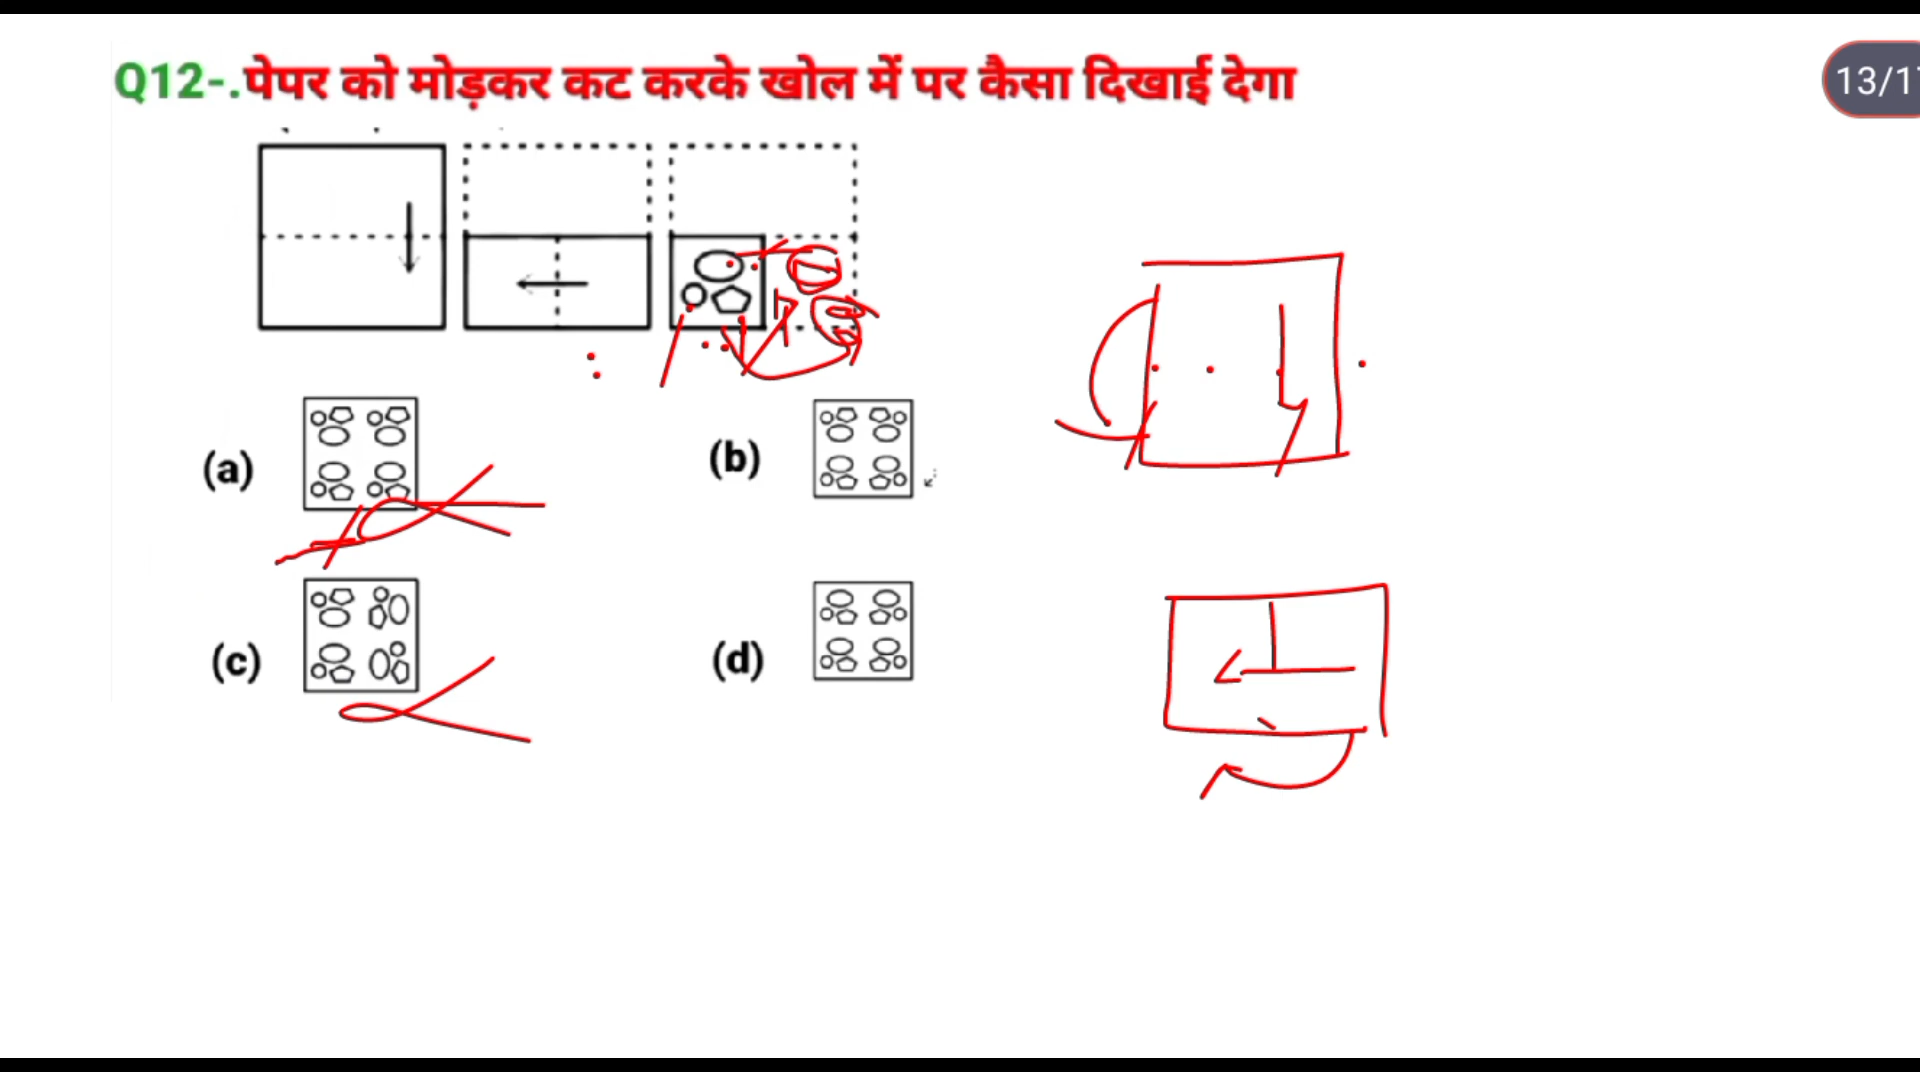 Q12-.पेपर को मोड़कर कट करके खोल में पर कैसा दिखाई देगा
13/1
(a)
(b)
(c)
(d)